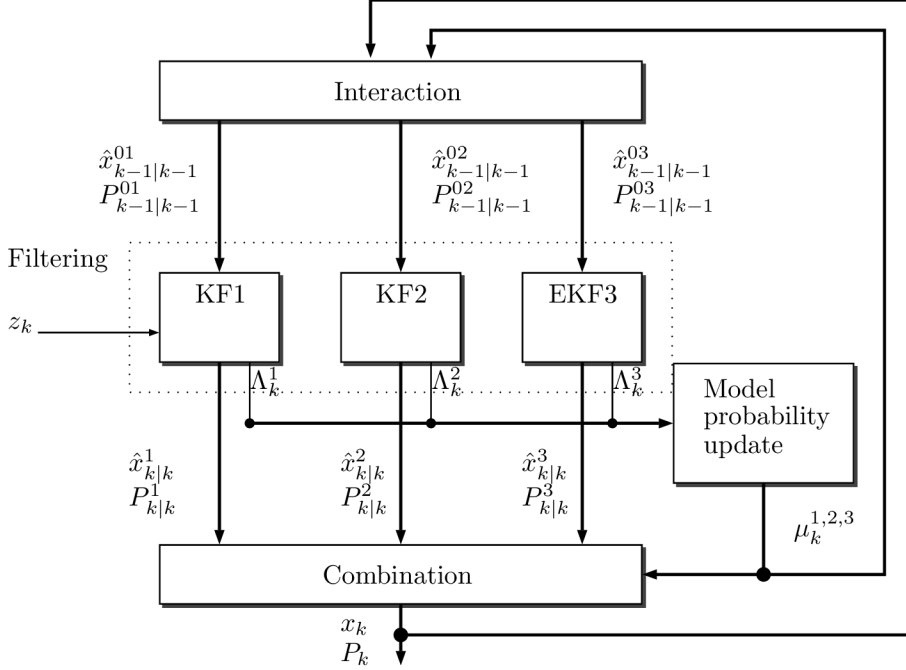 Interaction
x̂^{01}_{k−1|k−1}
P^{01}_{k−1|k−1}
x̂^{02}_{k−1|k−1}
P^{02}_{k−1|k−1}
x̂^{03}_{k−1|k−1}
P^{03}_{k−1|k−1}
Filtering
KF1
KF2
EKF3
z_k
Λ^1_k
Λ^2_k
Λ^3_k
Model
probability
update
x̂^1_{k|k}
P^1_{k|k}
x̂^2_{k|k}
P^2_{k|k}
x̂^3_{k|k}
P^3_{k|k}
μ^{1,2,3}_k
Combination
x_k
P_k